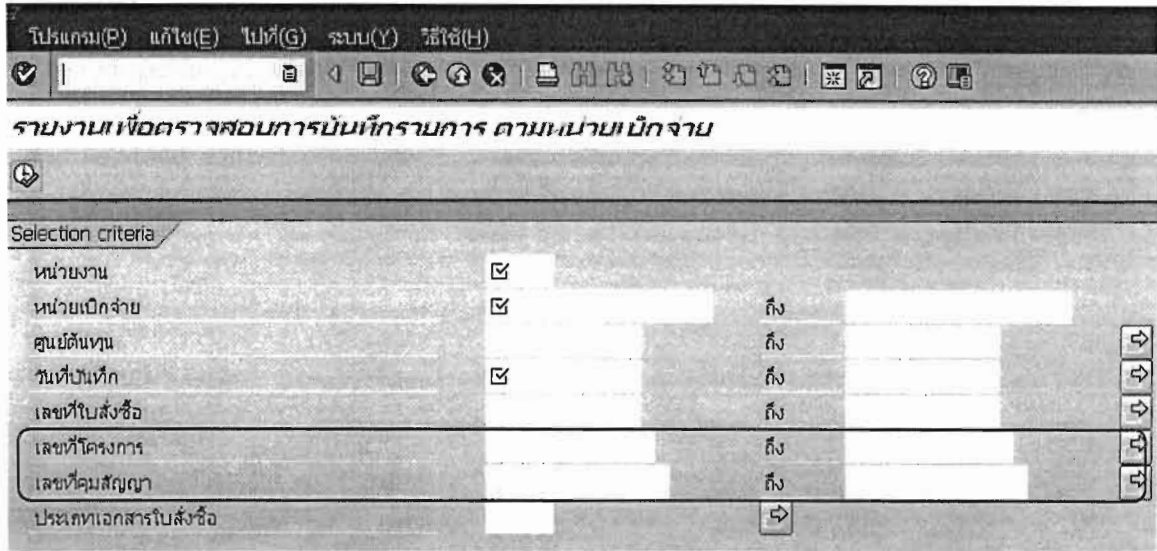 โปรแกรม(P) แก้ไข(E) ไปที่(G) ระบบ(Y) วิธีใช้(H)
รายงานเพื่อตรวจสอบการบันทึกรายการ ตามหน่วยเบิกจ่าย
Selection criteria
หน่วยงาน
หน่วยเบิกจ่าย ถึง
ศูนย์ต้นทุน ถึง
วันที่บันทึก ถึง
เลขที่ใบสั่งซื้อ ถึง
เลขที่โครงการ ถึง
เลขที่คุมสัญญา ถึง
ประเภทเอกสารใบสั่งซื้อ